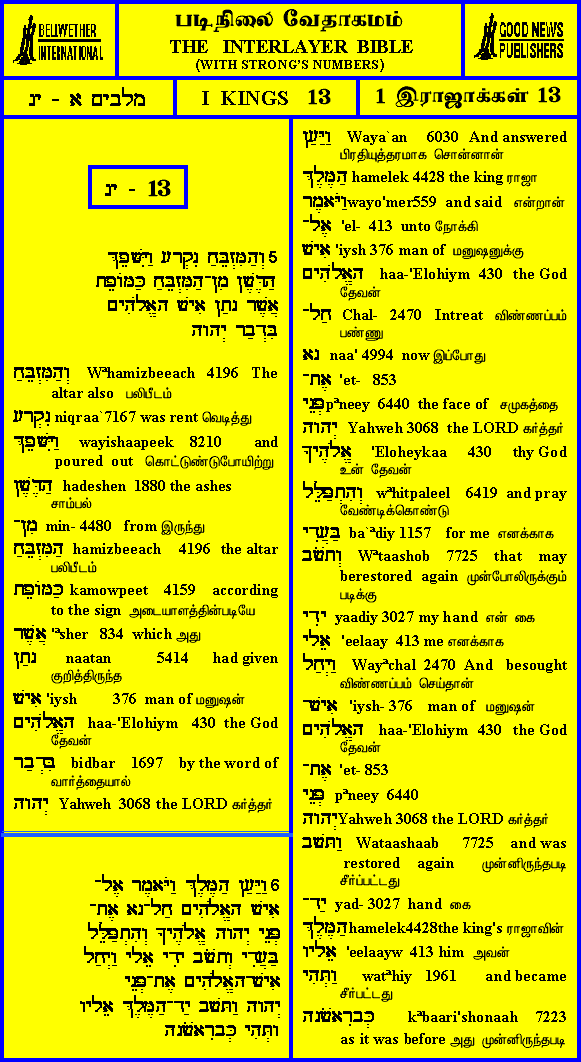 BELLWETHER
INTERNATIONAL
படிநிலை வேதாகமம்
THE INTERLAYER BIBLE
(WITH STRONG'S NUMBERS)
GOOD NEWS
PUBLISHERS
מלכים א - יג
I KINGS 13
1 இராஜாக்கள் 13
יג - 13
5 וְהַמִּזְבֵּחַ נִקְרָע וַיִּשָּׁפֵךְ
הַדֶּשֶׁן מִן־הַמִּזְבֵּחַ כַּמּוֹפֵת
אֲשֶׁר נָתַן אִישׁ הָאֱלֹהִים
בִּדְבַר יְהוָה
וְהַמִּזְבֵּחַ Wªhamizbeeach 4196 The
altar also பலிபீடம்
נִקְרָע niqraa`7167 was rent வெடித்து
וַיִּשָּׁפֵךְ wayishaapeek 8210 and
poured out கொட்டுண்டுபோயிற்று
הַדֶּשֶׁן hadeshen 1880 the ashes
சாம்பல்
מִן־ min- 4480 from இருந்து
הַמִּזְבֵּחַ hamizbeeach 4196 the altar
பலிபீடம்
כַּמּוֹפֵת kamowpeet 4159 according
to the sign அடையாளத்தின்படியே
אֲשֶׁר 'ªsher 834 which அது
נָתַן naatan 5414 had given
குறித்திருந்த
אִישׁ 'iysh 376 man of மனுஷன்
הָאֱלֹהִים haa-'Elohiym 430 the God
தேவன்
בִּדְבַר bidbar 1697 by the word of
வார்த்தையால்
יְהוָה Yahweh 3068 the LORD கர்த்தர்
6 וַיַּעַן הַמֶּלֶךְ וַיֹּאמֶר אֶל־
אִישׁ הָאֱלֹהִים חַל־נָא אֶת־
פְּנֵי יְהוָה אֱלֹהֶיךָ וְהִתְפַּלֵּל
בַּעֲדִי וְתָשֹׁב יָדִי אֵלָי וַיְחַל
אִישׁ־הָאֱלֹהִים אֶת־פְּנֵי
יְהוָה וַתָּשָׁב יַד־הַמֶּלֶךְ אֵלָיו
וַתְּהִי כְּבָרִאשֹׁנָה
וַיַּעַן Waya`an 6030 And answered
பிரதியுத்தரமாக சொன்னான்
הַמֶּלֶךְ hamelek 4428 the king ராஜா
וַיֹּאמֶר wayo'mer559 and said என்றான்
אֶל־ 'el- 413 unto நோக்கி
אִישׁ 'iysh 376 man of மனுஷனுக்கு
הָאֱלֹהִים haa-'Elohiym 430 the God
தேவன்
חַל־ Chal- 2470 Intreat விண்ணப்பம்
பண்ணு
נָא naa' 4994 now இப்போது
אֶת־ 'et- 853
פְּנֵי pªneey 6440 the face of சமுகத்தை
יְהוָה Yahweh 3068 the LORD கர்த்தர்
אֱלֹהֶיךָ 'Eloheykaa 430 thy God
உன் தேவன்
וְהִתְפַּלֵּל wªhitpaleel 6419 and pray
வேண்டிக்கொண்டு
בַּעֲדִי ba`ªdiy 1157 for me எனக்காக
וְתָשֹׁב Wªtaashob 7725 that may
berestored again முன்போலிருக்கும்
படிக்கு
יָדִי yaadiy 3027 my hand என் கை
אֵלַי 'eelaay 413 me எனக்காக
וַיְחַל Wayªchal 2470 And besought
விண்ணப்பம் செய்தான்
אִישׁ־ 'iysh- 376 man of மனுஷன்
הָאֱלֹהִים haa-'Elohiym 430 the God
தேவன்
אֶת־ 'et- 853
פְּנֵי pªneey 6440
יְהוָה Yahweh 3068 the LORD கர்த்தர்
וַתָּשָׁב Wataashaab 7725 and was
restored again முன்னிருந்தபடி
சீர்ப்பட்டது
יַד־ yad- 3027 hand கை
הַמֶּלֶךְ hamelek4428the king's ராஜாவின்
אֵלָיו 'eelaayw 413 him அவன்
וַתְּהִי watªhiy 1961 and became
சீர்பட்டது
כְּבָרִאשֹׁנָה kªbaari'shonaah 7223
as it was before அது முன்னிருந்தபடி